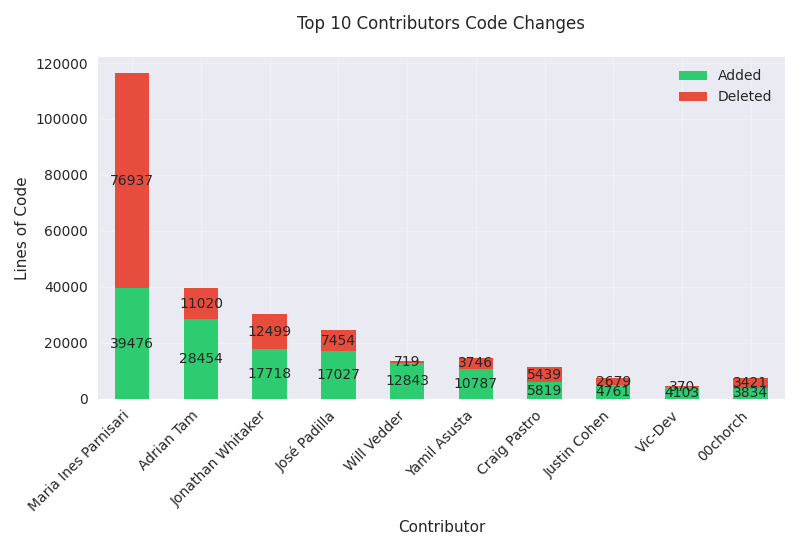 Top 10 Contributors Code Changes
Added
Deleted
Lines of Code
120000
100000
80000
60000
40000
20000
0
76937
39476
11020
28454
12499
17718
7454
17027
719
12843
3746
10787
5439
5819
2679
4761
370
4103
3421
3834
Maria Ines Parnisari
Adrian Tam
Jonathan Whitaker
José Padilla
Will Vedder
Yamil Asusta
Craig Pastro
Justin Cohen
Vic-Dev
00chorch
Contributor